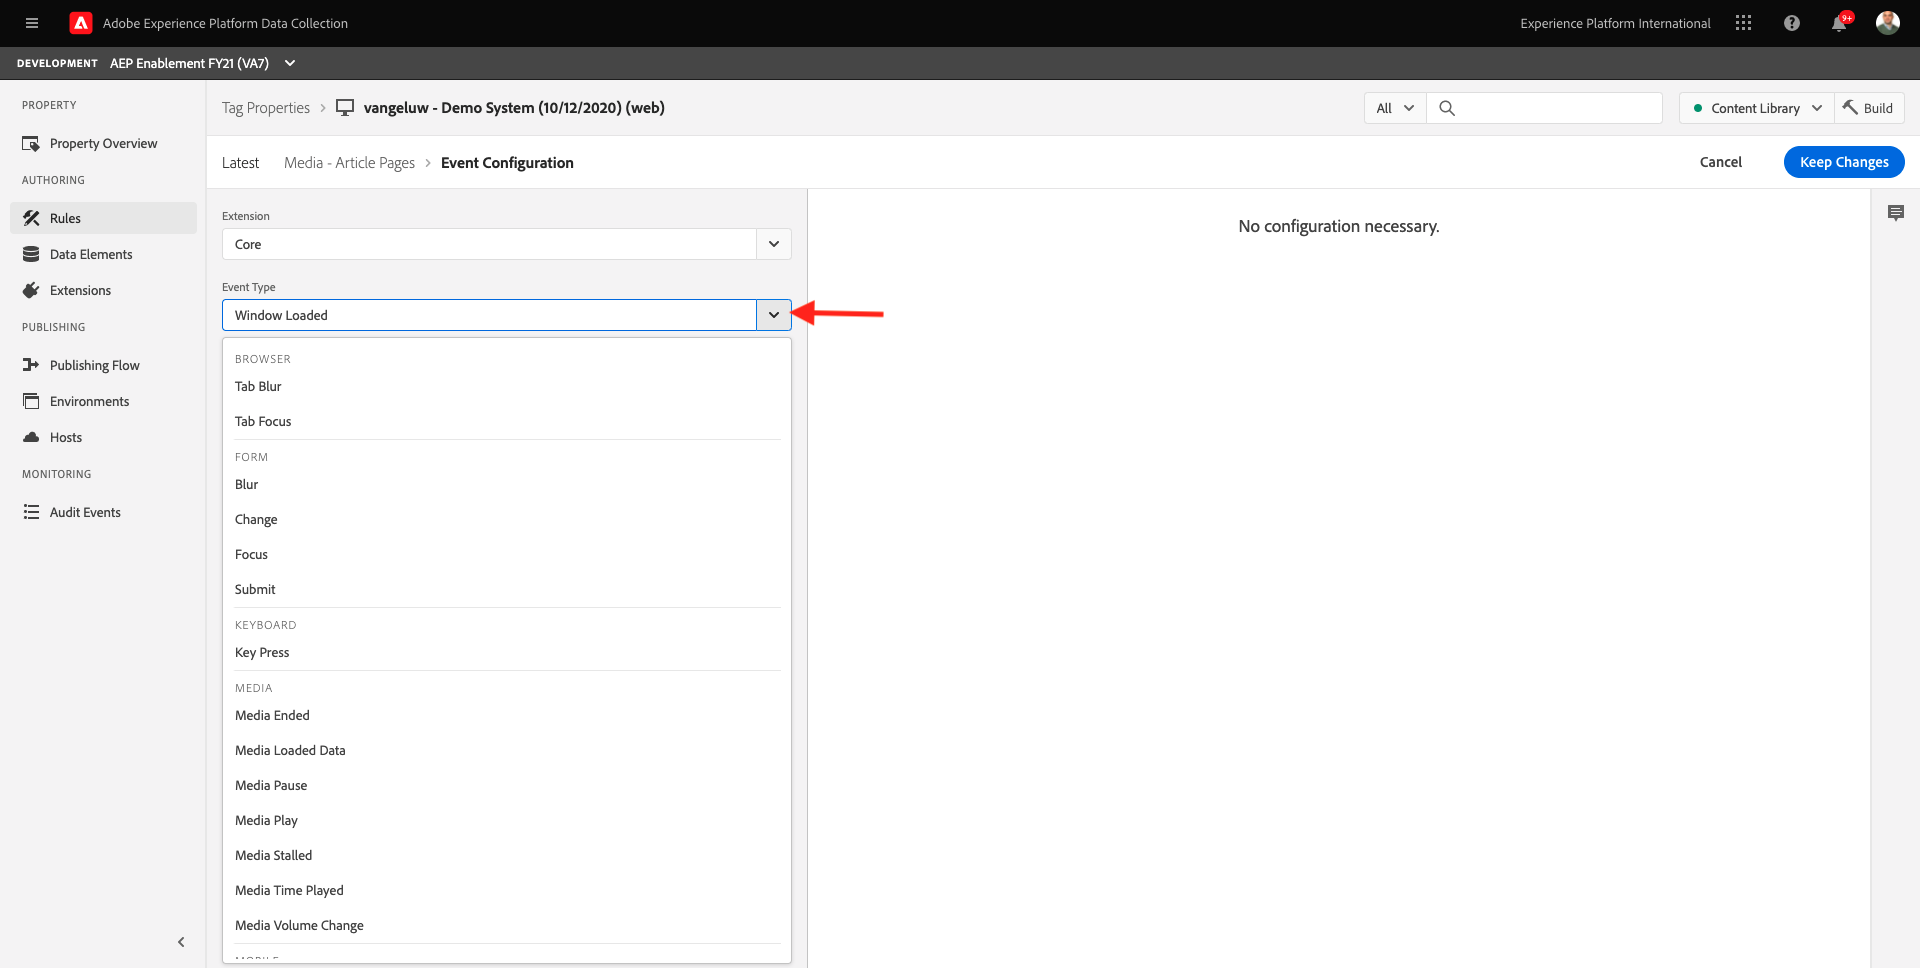 Adobe Experience Platform Data Collection
Experience Platform International
9+
DEVELOPMENT AEP Enablement FY21 (VA7)
PROPERTY
Property Overview
AUTHORING
Rules
Data Elements
Extensions
PUBLISHING
Publishing Flow
Environments
Hosts
MONITORING
Audit Events
Tag Properties > vangeluw - Demo System (10/12/2020) (web)
All
Content Library
Build
Latest Media - Article Pages > Event Configuration
Cancel
Keep Changes
Extension
Core
Event Type
Window Loaded
BROWSER
Tab Blur
Tab Focus
FORM
Blur
Change
Focus
Submit
KEYBOARD
Key Press
MEDIA
Media Ended
Media Loaded Data
Media Pause
Media Play
Media Stalled
Media Time Played
Media Volume Change
MOBILE
No configuration necessary.